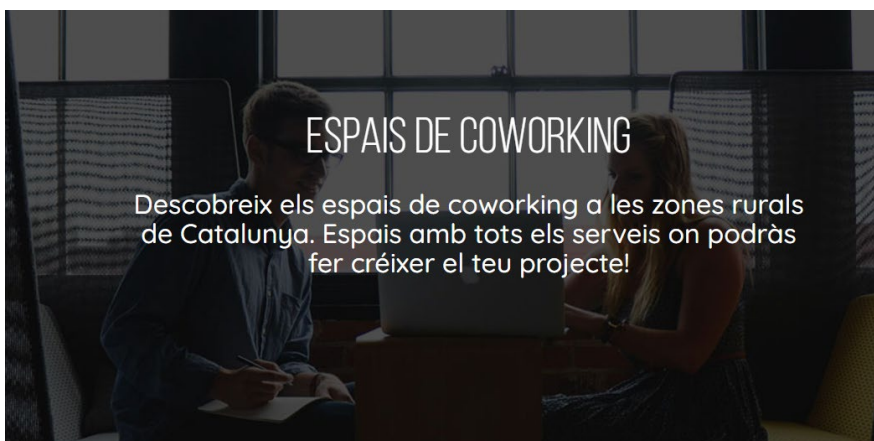 ESPAIS DE COWORKING
Descobreix els espais de coworking a les zones rurals
de Catalunya. Espais amb tots els serveis on podràs
fer créixer el teu projecte!